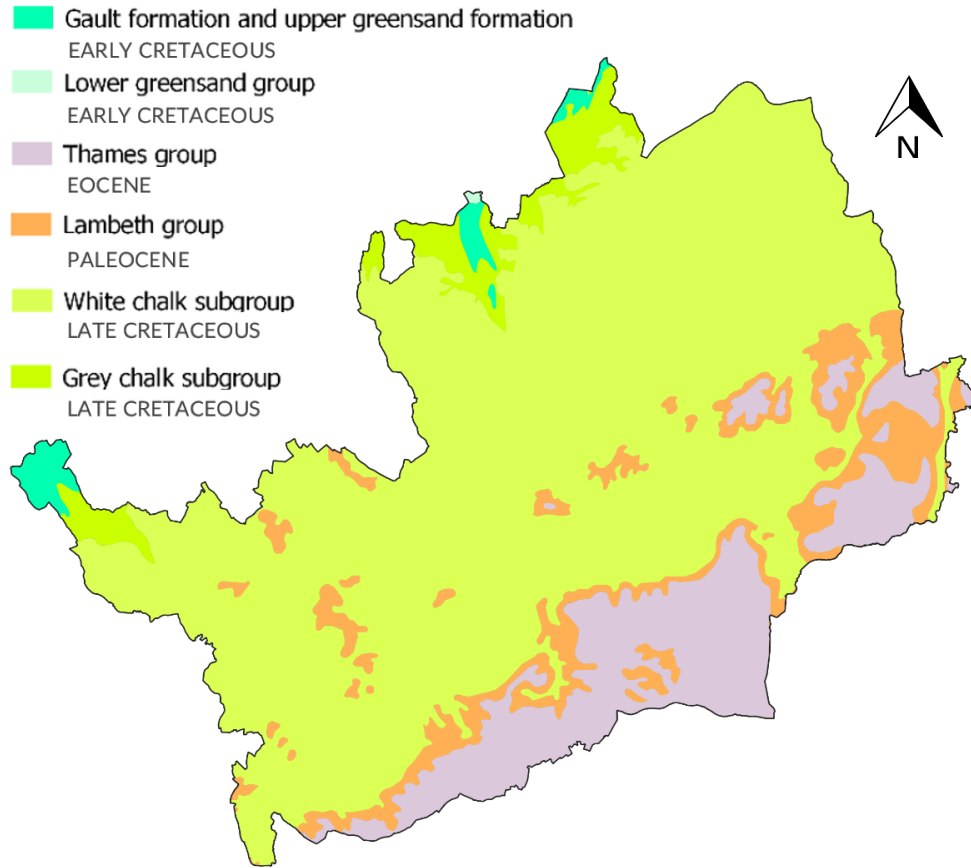 Gault formation and upper greensand formation
EARLY CRETACEOUS
Lower greensand group
EARLY CRETACEOUS
Thames group
EOCENE
Lambeth group
PALEOCENE
White chalk subgroup
LATE CRETACEOUS
Grey chalk subgroup
LATE CRETACEOUS
N